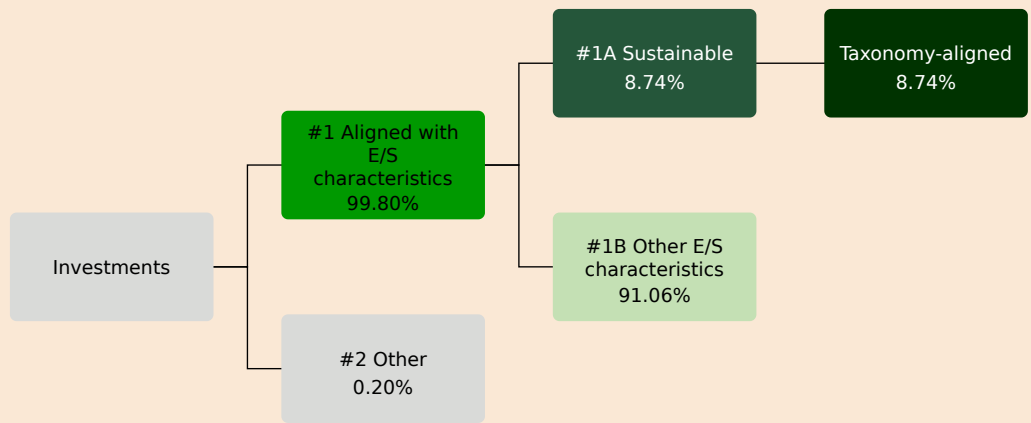 Investments
#1 Aligned with
E/S
characteristics
99.80%
#2 Other
0.20%
#1A Sustainable
8.74%
#1B Other E/S
characteristics
91.06%
Taxonomy-aligned
8.74%